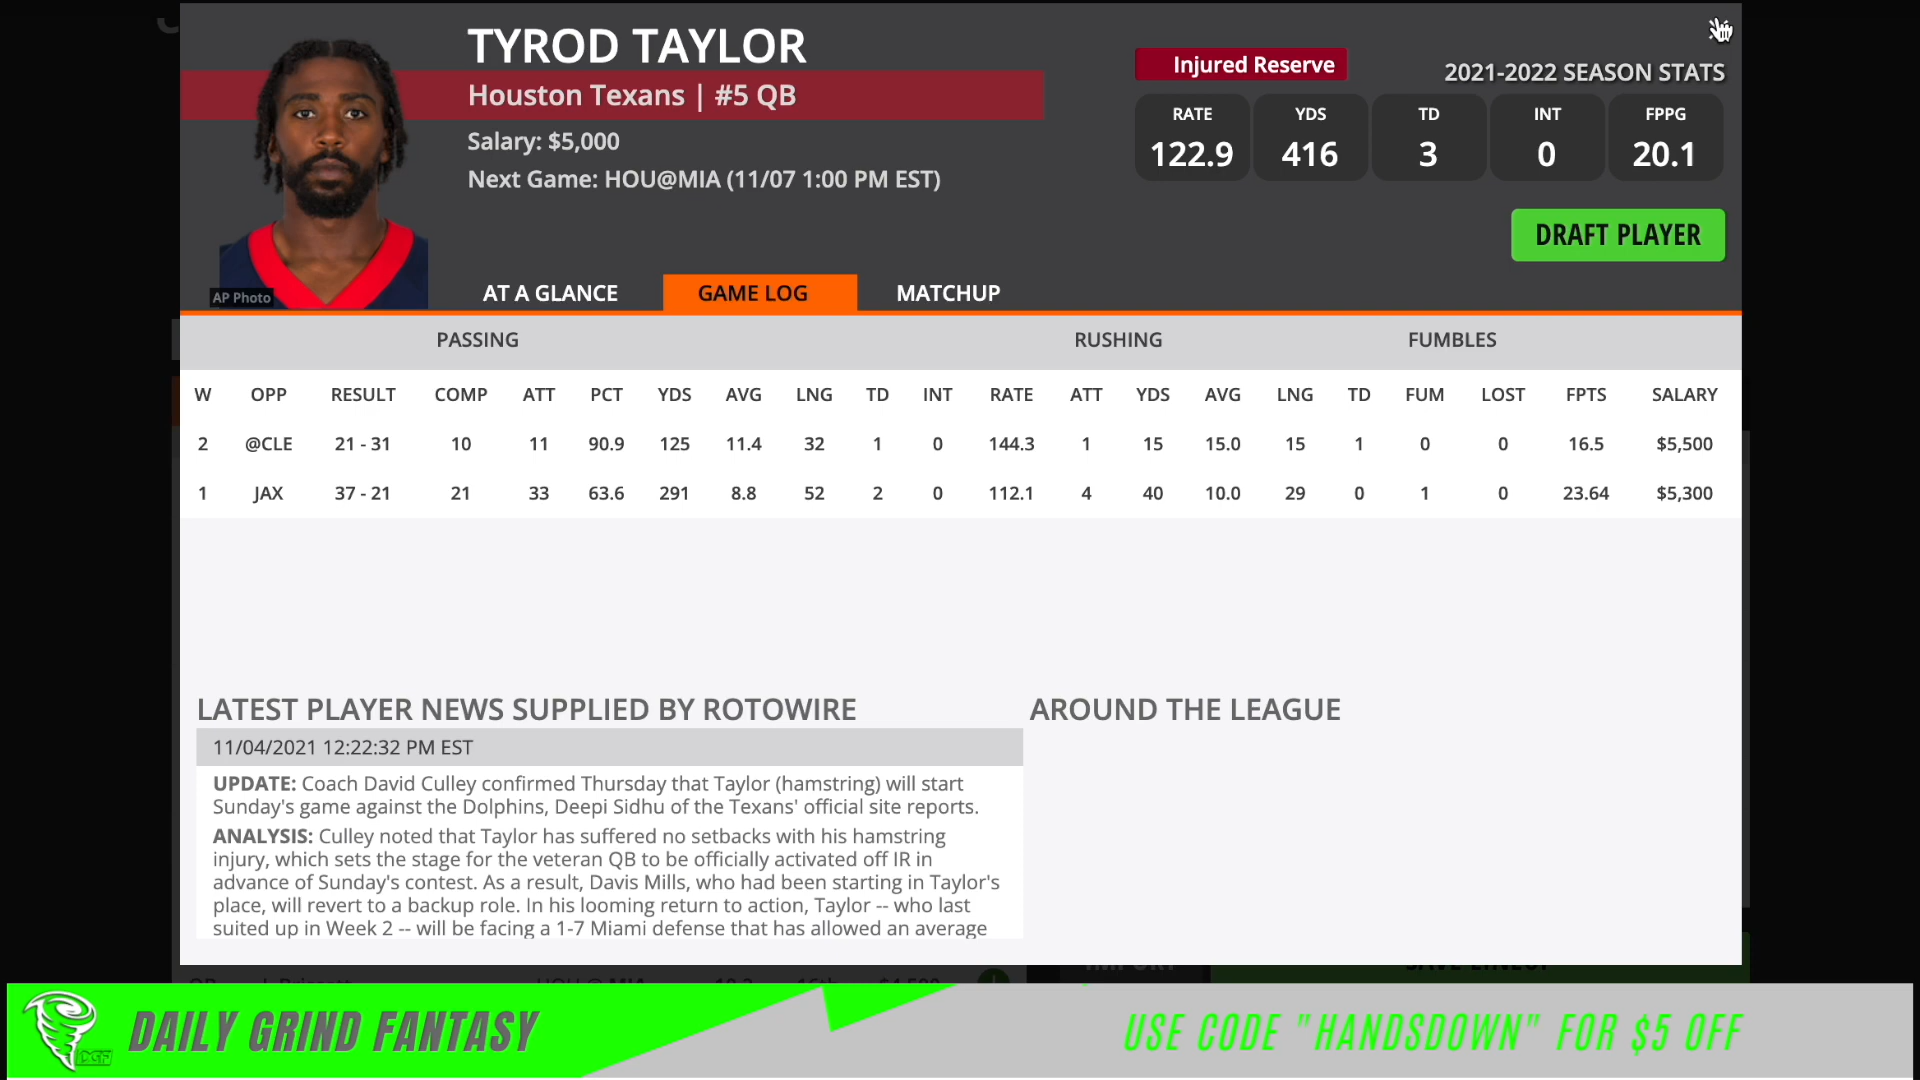 TYROD TAYLOR
Houston Texans | #5 QB
Salary: $5,000
Next Game: HOU@MIA (11/07 1:00 PM EST)
AP Photo
Injured Reserve
2021-2022 SEASON STATS
RATE YDS TD INT FPPG
122.9 416 3 0 20.1
DRAFT PLAYER
AT A GLANCE GAME LOG MATCHUP
PASSING RUSHING FUMBLES
W OPP RESULT COMP ATT PCT YDS AVG LNG TD INT RATE ATT YDS AVG LNG TD FUM LOST FPTS SALARY
2 @CLE 21 - 31 10 11 90.9 125 11.4 32 1 0 144.3 1 15 15.0 15 1 0 0 16.5 $5,500
1 JAX 37 - 21 21 33 63.6 291 8.8 52 2 0 112.1 4 40 10.0 29 0 1 0 23.64 $5,300
LATEST PLAYER NEWS SUPPLIED BY ROTOWIRE
11/04/2021 12:22:32 PM EST
UPDATE: Coach David Culley confirmed Thursday that Taylor (hamstring) will start
Sunday's game against the Dolphins, Deepi Sidhu of the Texans' official site reports.
ANALYSIS: Culley noted that Taylor has suffered no setbacks with his hamstring
injury, which sets the stage for the veteran QB to be officially activated off IR in
advance of Sunday's contest. As a result, Davis Mills, who had been starting in Taylor's
place, will revert to a backup role. In his looming return to action, Taylor -- who last
suited up in Week 2 -- will be facing a 1-7 Miami defense that has allowed an average
AROUND THE LEAGUE
DGF
DAILY GRIND FANTASY
USE CODE "HANDSDOWN" FOR $5 OFF